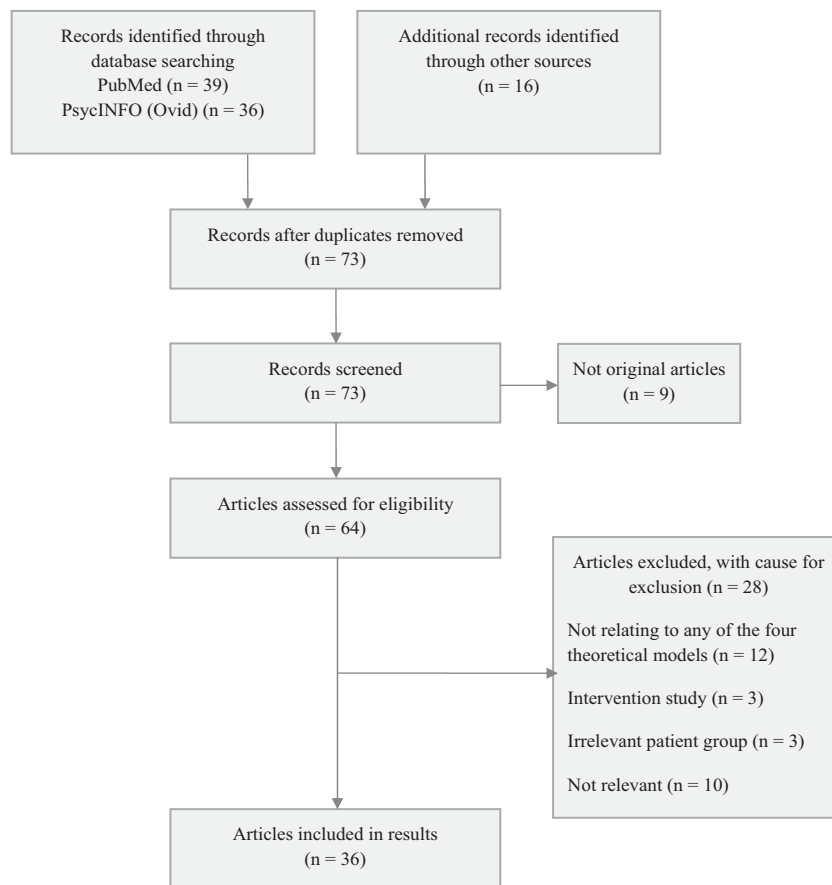 Records identified through
database searching
PubMed (n = 39)
PsycINFO (Ovid) (n = 36)
Additional records identified
through other sources
(n = 16)
Records after duplicates removed
(n = 73)
Records screened
(n = 73)
Not original articles
(n = 9)
Articles assessed for eligibility
(n = 64)
Articles excluded, with cause for
exclusion (n = 28)
Not relating to any of the four
theoretical models (n = 12)
Intervention study (n = 3)
Irrelevant patient group (n = 3)
Not relevant (n = 10)
Articles included in results
(n = 36)